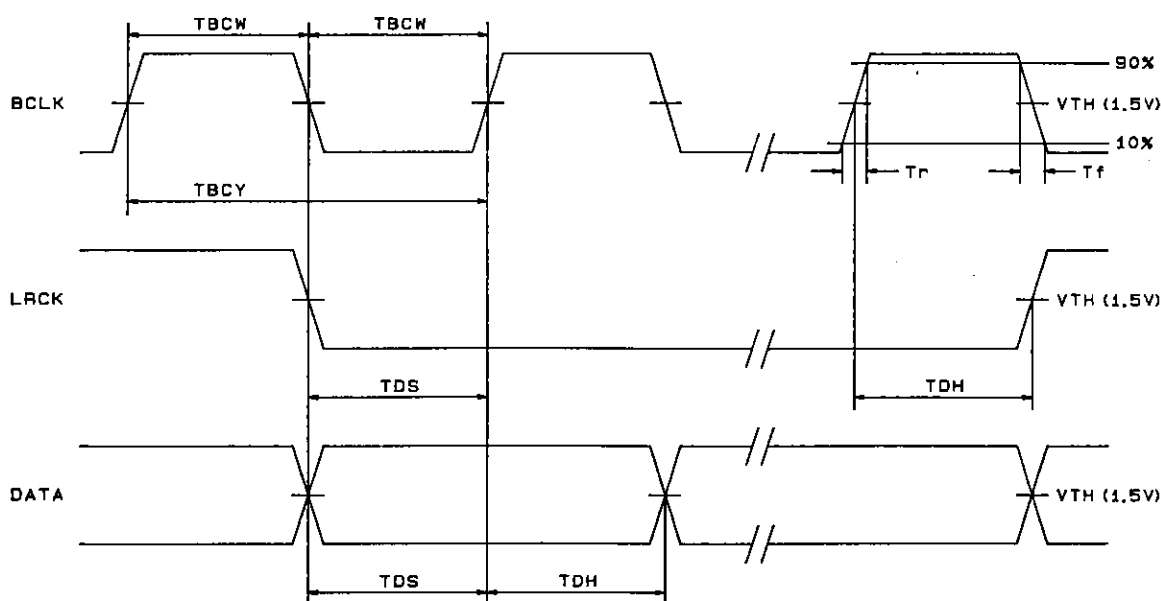 TBCW TBCW
90%
BCLK VTH (1.5V)
10%
Tr Tf
TBCY
LRCK VTH (1.5V)
TDS TDH
DATA VTH (1.5V)
TDS TDH